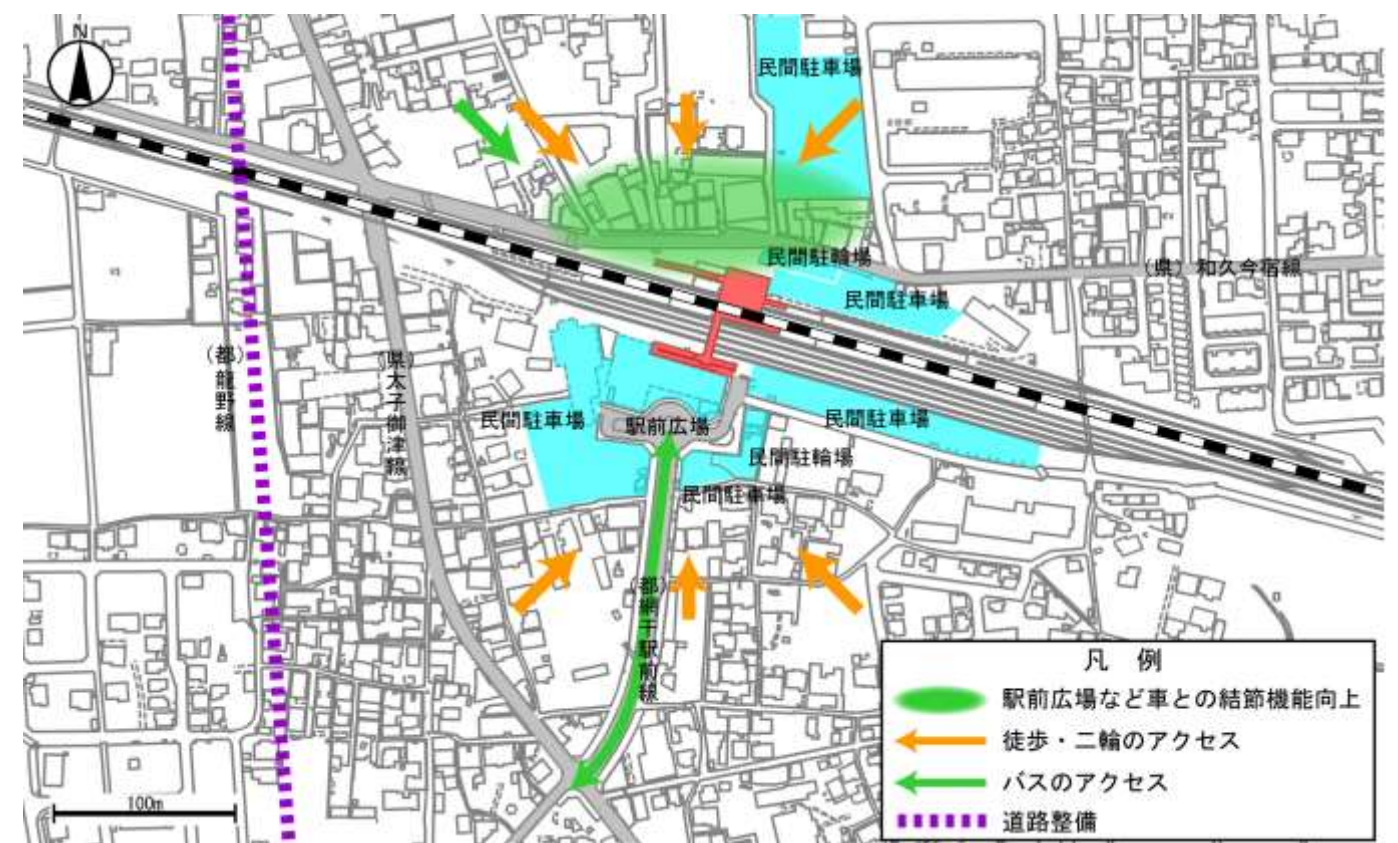 N
民間駐車場
民間駐輪場
(県)和久今宿線
民間駐車場
(都)龍野線
(県)太子御津線
民間駐車場
駅前広場
民間駐車場
民間駐輪場
民間駐車場
(都)網干駅前線
凡 例
駅前広場など車との結節機能向上
徒歩・二輪のアクセス
バスのアクセス
道路整備
100m